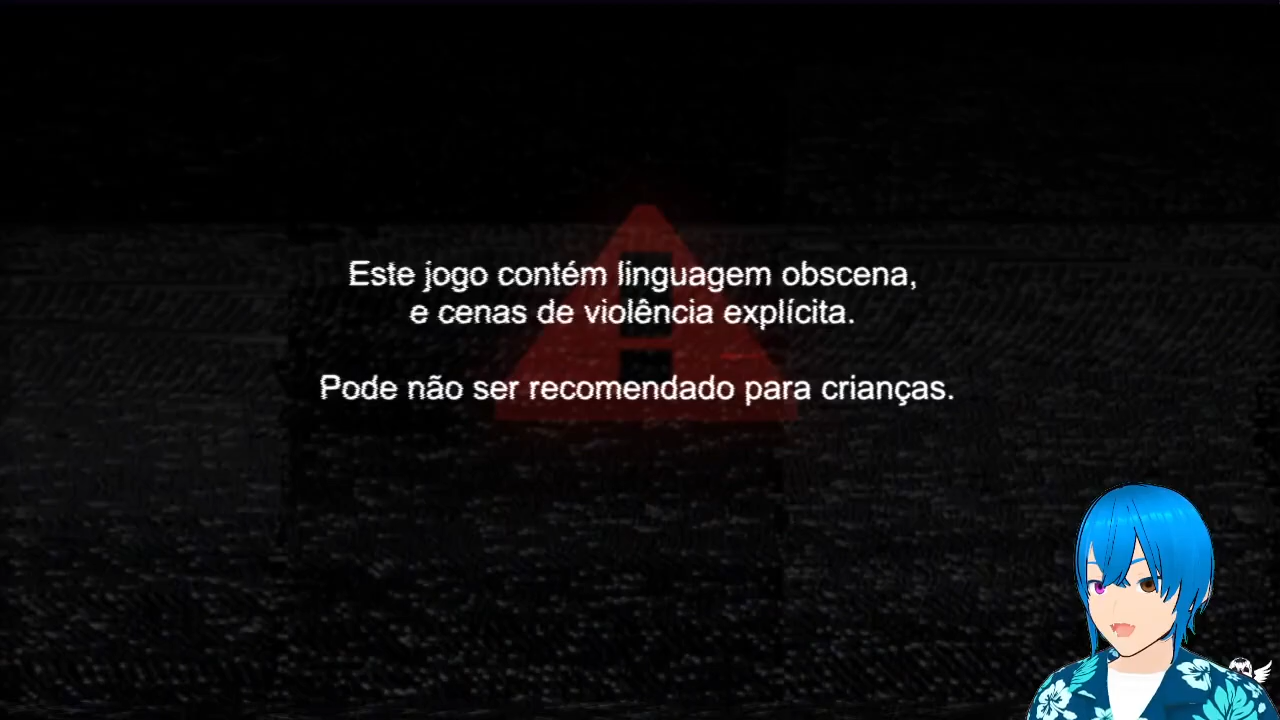 Este jogo contém linguagem obscena,
e cenas de violência explícita.
Pode não ser recomendado para crianças.